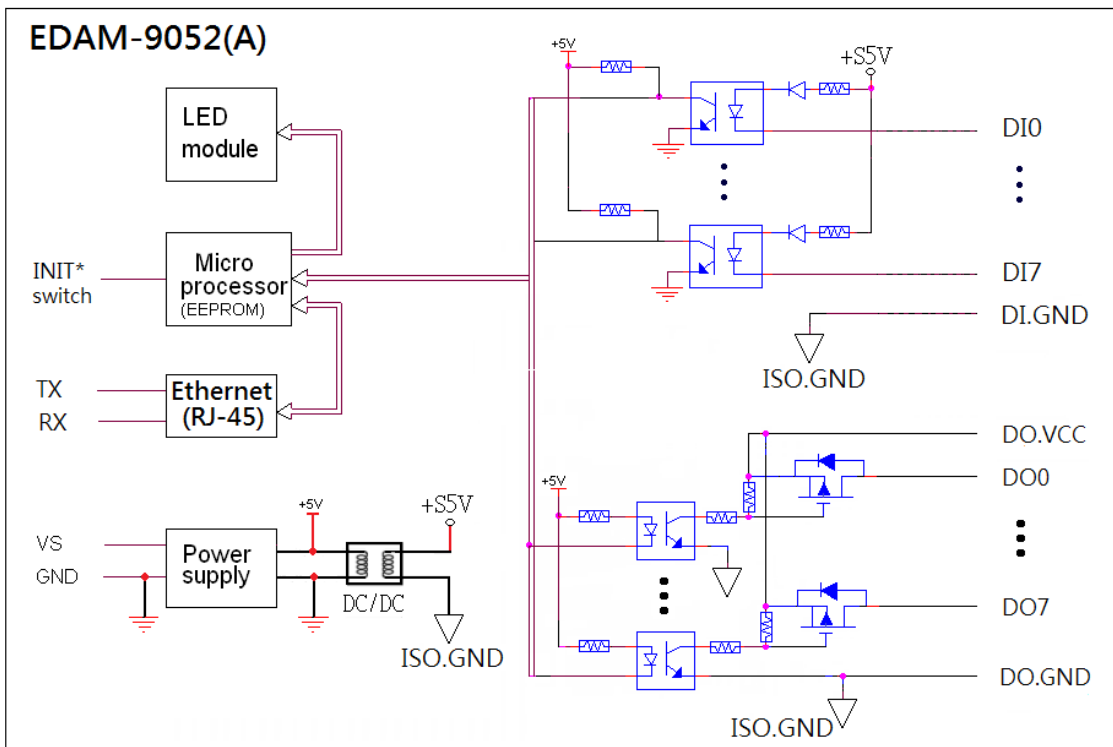 EDAM-9052(A)
LED
module
INIT*
switch
Micro
processor
(EEPROM)
TX
RX
Ethernet
(RJ-45)
VS
GND
Power
supply
+5V
DC/DC
+S5V
ISO.GND
+5V
+S5V
DI0
DI7
DI.GND
ISO.GND
DO.VCC
DO0
+5V
DO7
DO.GND
ISO.GND